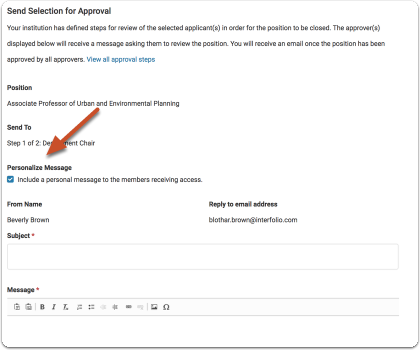 Send Selection for Approval
Your institution has defined steps for review of the selected applicant(s) in order for the position to be closed. The approver(s)
displayed below will receive a message asking them to review the position. You will receive an email once the position has been
approved by all approvers. View all approval steps
Position
Associate Professor of Urban and Environmental Planning
Send To
Step 1 of 2: Department Chair
Personalize Message
Include a personal message to the members receiving access.
From Name
Reply to email address
Beverly Brown
blothar.brown@interfolio.com
Subject *
Message *
B I Tx Ω